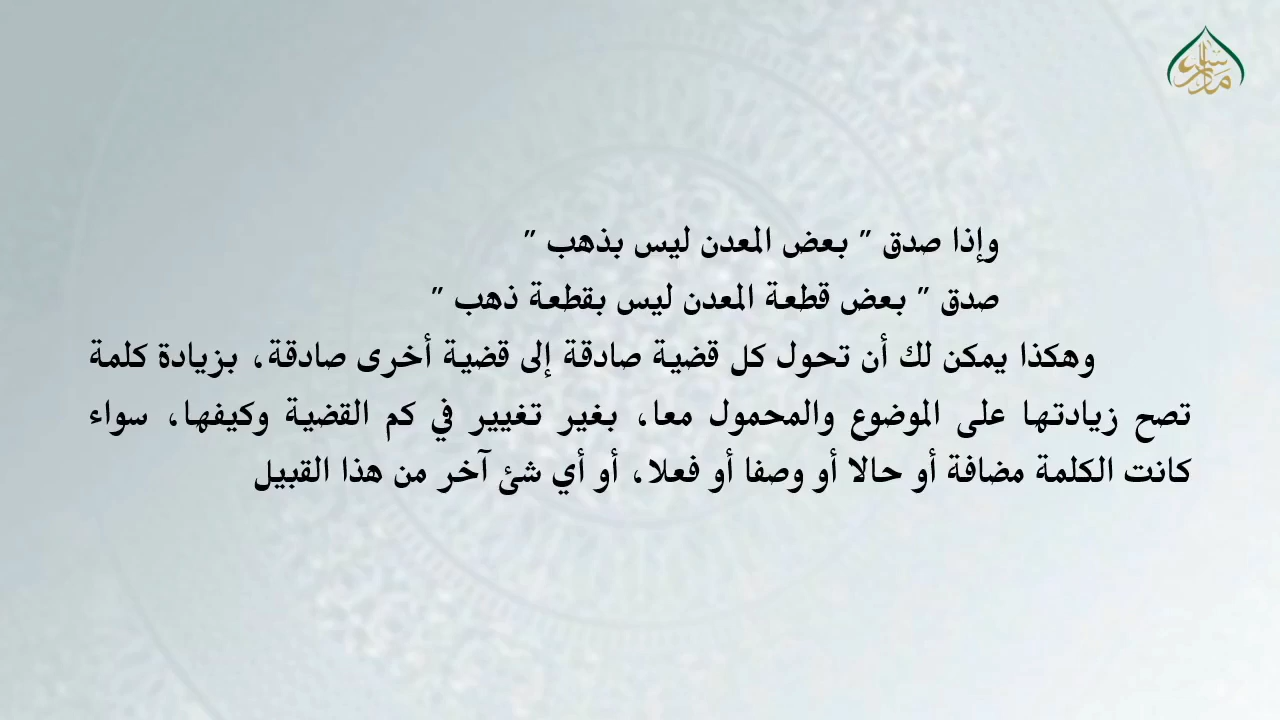 وإذا صدق " بعض المعدن ليس بذهب "
صدق " بعض قطعة المعدن ليس بقطعة ذهب "
وهكذا يمكن لك أن تحول كل قضية صادقة إلى قضية أخرى صادقة، بزيادة كلمة
تصح زيادتها على الموضوع والمحمول معا، بغير تغيير في كم القضية وكيفها، سواء
كانت الكلمة مضافة أو حالا أو وصفا أو فعلا، أو أي شئ آخر من هذا القبيل